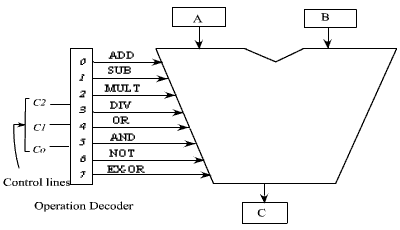 A
B
0 ADD
1 SUB
2 MULT
3 DIV
4 OR
5 AND
6 NOT
7 EX-OR
C2
C1
Co
Control lines
Operation Decoder
C